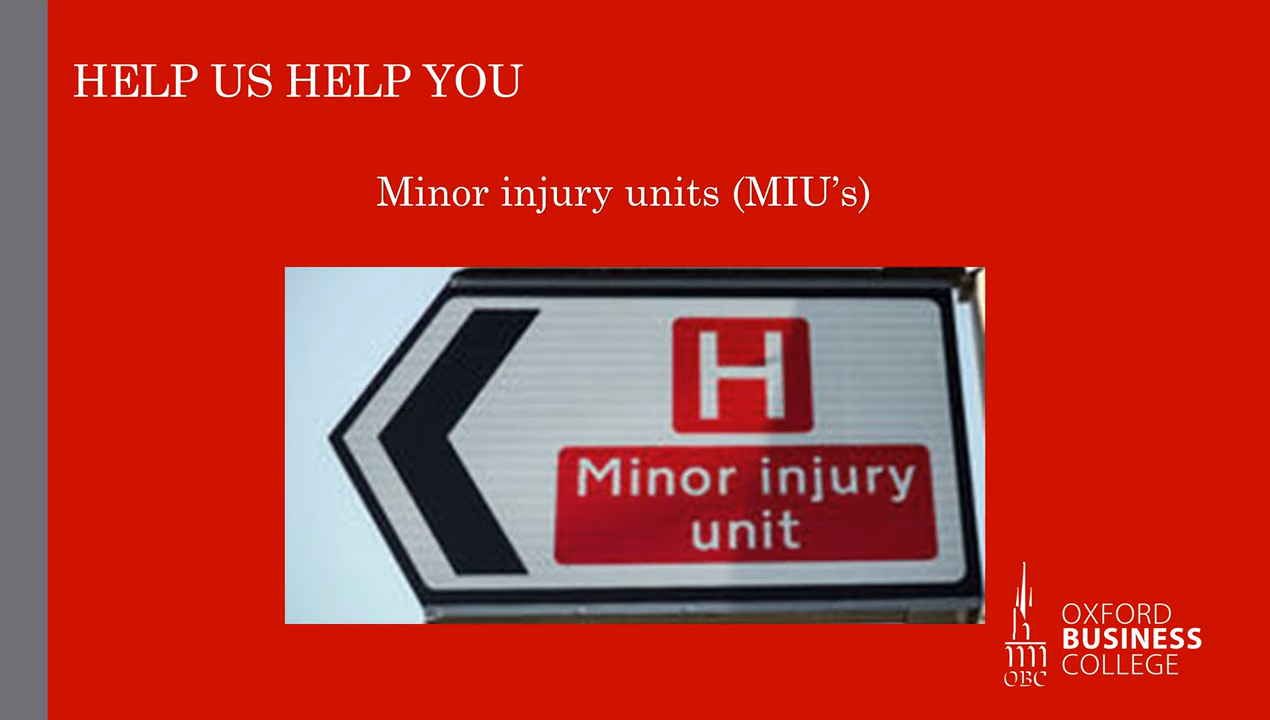 HELP US HELP YOU
Minor injury units (MIU’s)
H
Minor injury
unit
OXFORD
BUSINESS
COLLEGE
OBC